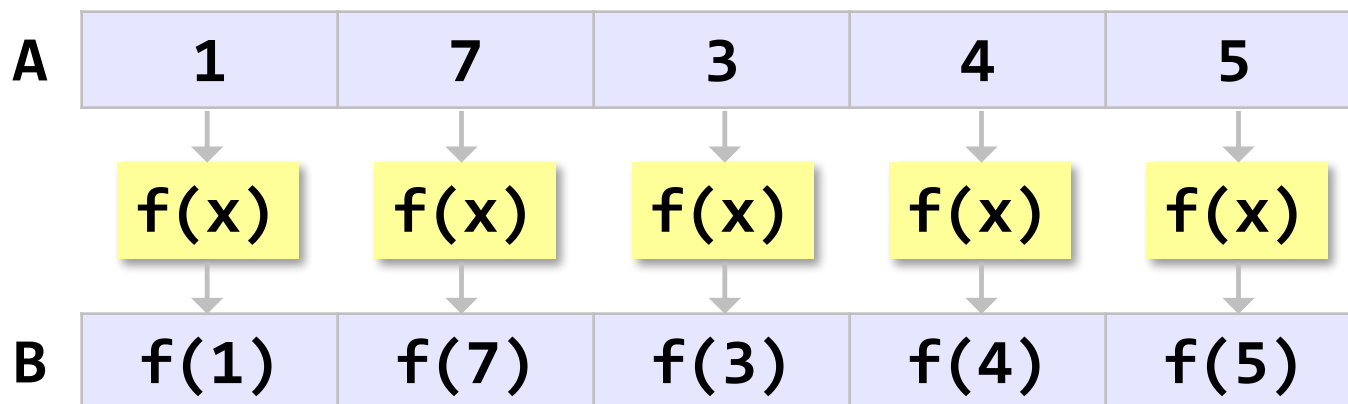 A 1 7 3 4 5
f(x) f(x) f(x) f(x) f(x)
B f(1) f(7) f(3) f(4) f(5)